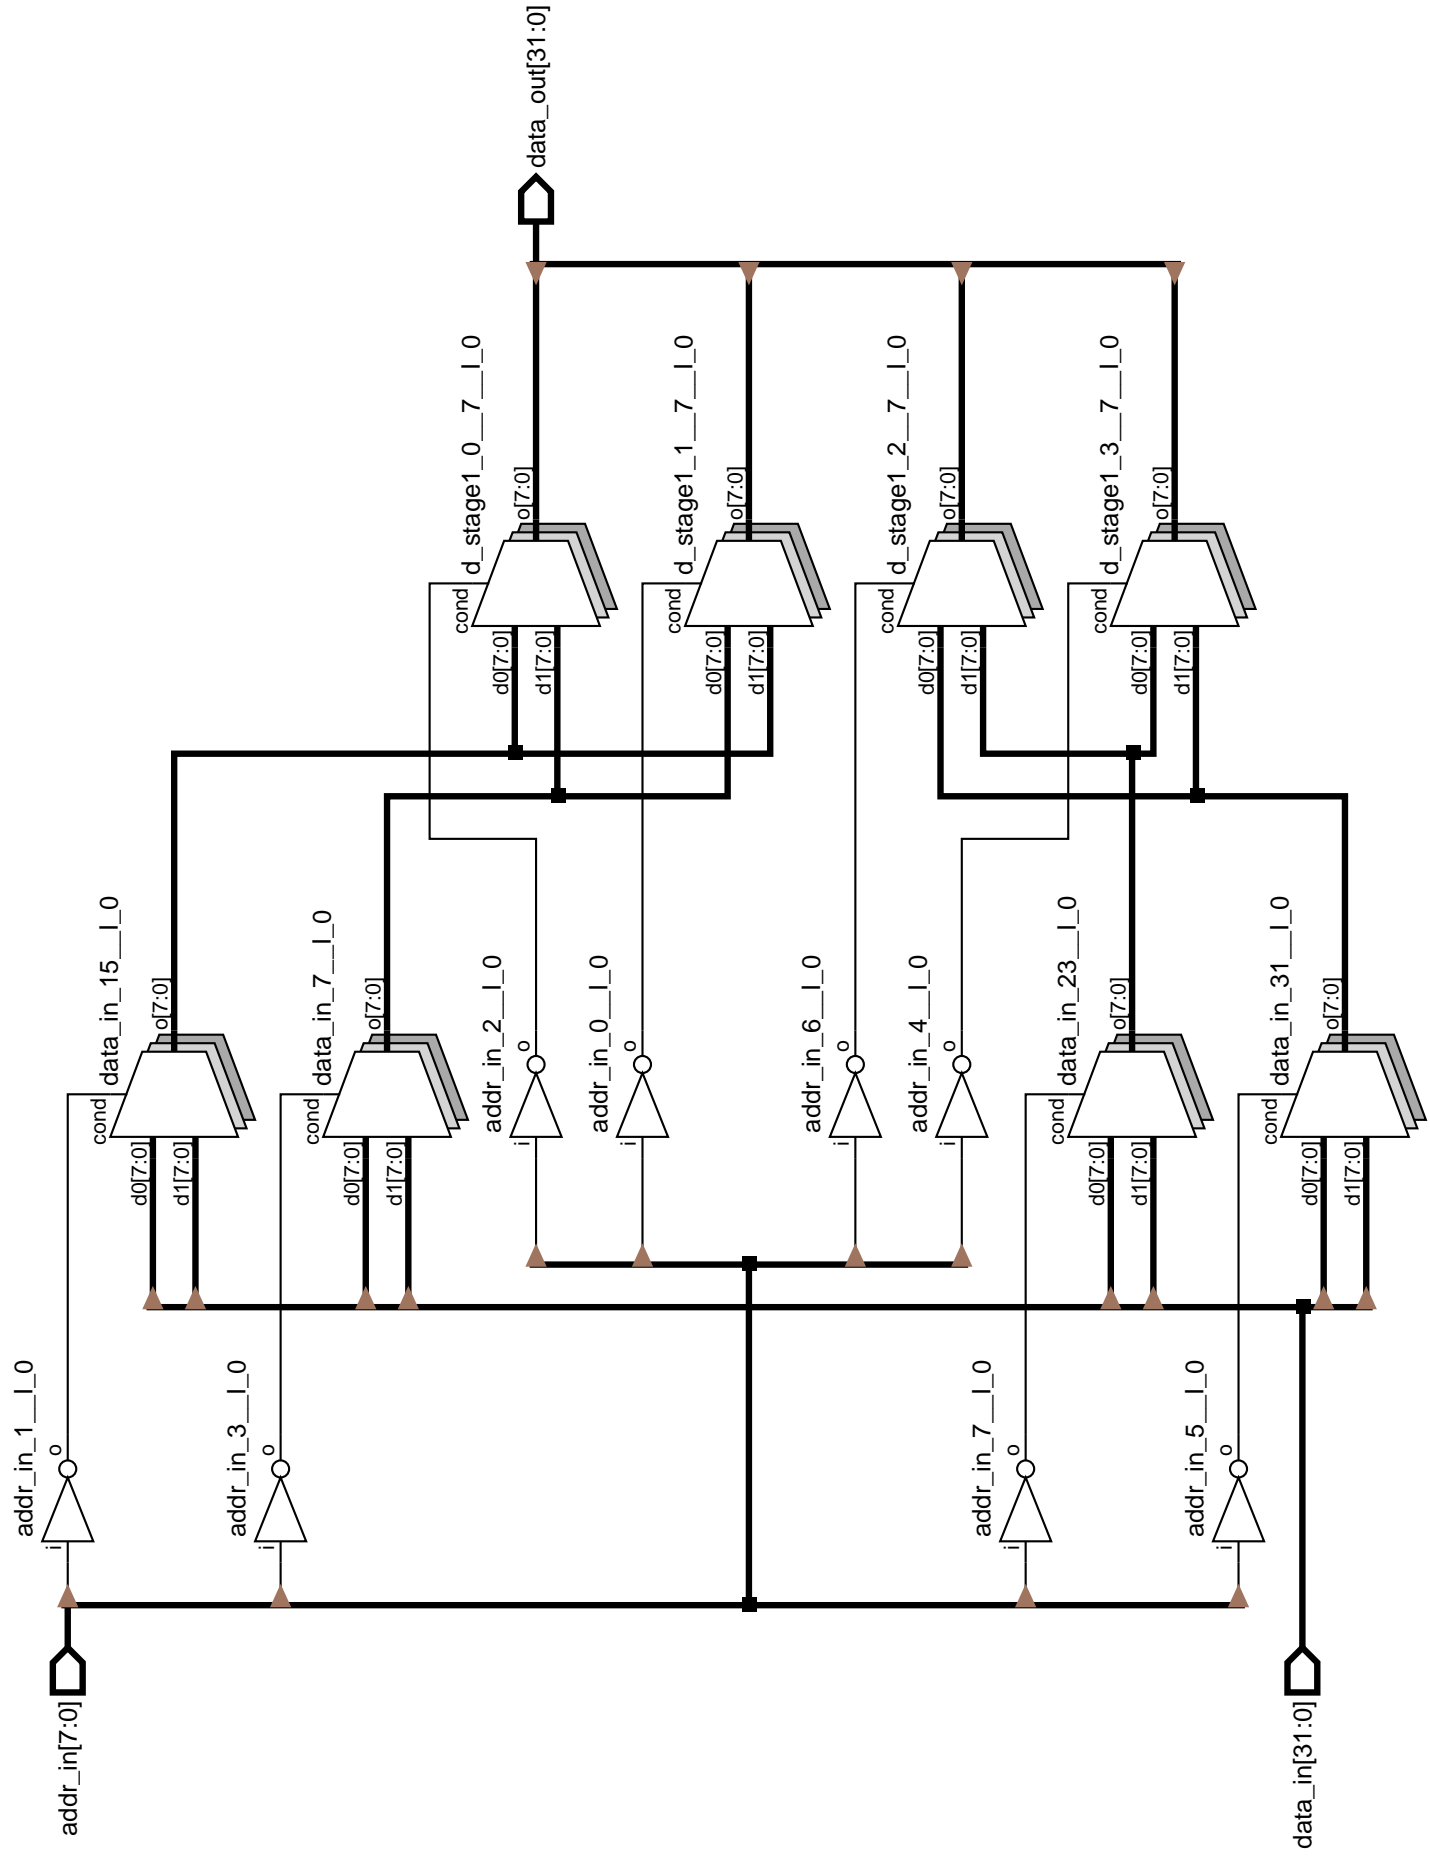 addr_in[7:0]
data_in[31:0]
addr_in_1__I_0
i
o
addr_in_3__I_0
i
o
addr_in_7__I_0
i
o
addr_in_5__I_0
i
o
data_in_15__I_0
cond
d0[7:0]
d1[7:0]
o[7:0]
data_in_7__I_0
cond
d0[7:0]
d1[7:0]
o[7:0]
addr_in_2__I_0
i
o
addr_in_0__I_0
i
o
addr_in_6__I_0
i
o
addr_in_4__I_0
i
o
data_in_23__I_0
cond
d0[7:0]
d1[7:0]
o[7:0]
data_in_31__I_0
cond
d0[7:0]
d1[7:0]
o[7:0]
d_stage1_0__7__I_0
cond
d0[7:0]
d1[7:0]
o[7:0]
d_stage1_1__7__I_0
cond
d0[7:0]
d1[7:0]
o[7:0]
d_stage1_2__7__I_0
cond
d0[7:0]
d1[7:0]
o[7:0]
d_stage1_3__7__I_0
cond
d0[7:0]
d1[7:0]
o[7:0]
data_out[31:0]